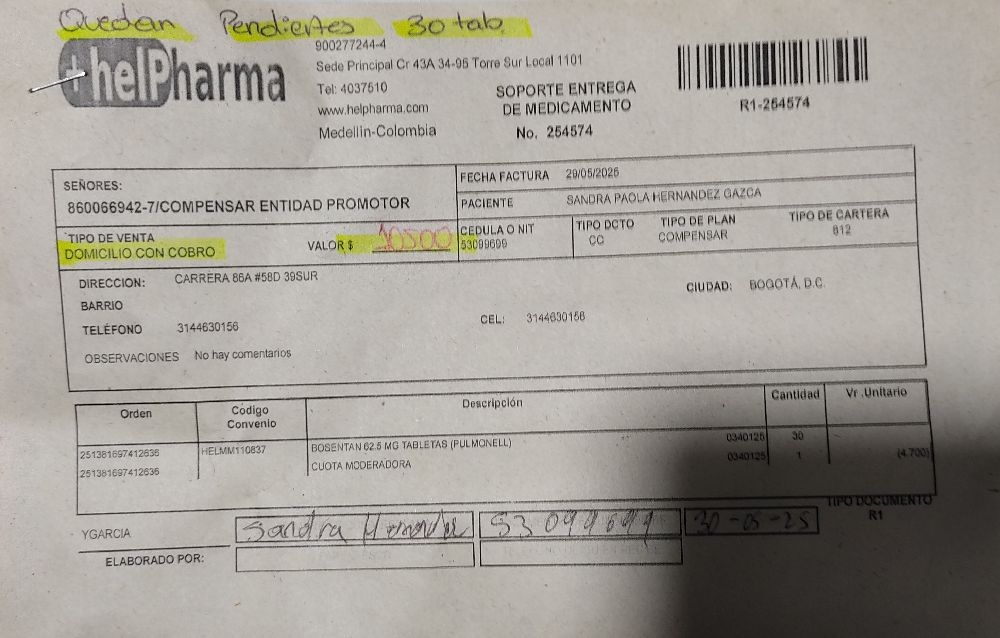 Quedan Pendientes 30 tab.
+helPharma
900277244-4
Sede Principal Cr 43A 34-95 Torre Sur Local 1101
Tel: 4037510
www.helpharma.com
Medellin-Colombia
SOPORTE ENTREGA
DE MEDICAMENTO
No. 254574
R1-254574
SEÑORES:
860066942-7/COMPENSAR ENTIDAD PROMOTOR
FECHA FACTURA 29/05/2025
PACIENTE SANDRA PAOLA HERNANDEZ GAZCA
TIPO DE VENTA
DOMICILIO CON COBRO
VALOR $ 10500
CEDULA O NIT
53099699
TIPO DCTO
CC
TIPO DE PLAN
COMPENSAR
TIPO DE CARTERA
812
DIRECCION: CARRERA 86A #58D 39SUR
CIUDAD: BOGOTÁ, D.C.
BARRIO
TELÉFONO 3144630156
CEL: 3144630156
OBSERVACIONES No hay comentarios
Orden Código Convenio Descripción Cantidad Vr .Unitario
251381697412636 HELMM110837 BOSENTAN 62.5 MG TABLETAS (PULMONELL) 0340125 30
251381697412636 CUOTA MODERADORA 0340125 1 (4.700)
TIPO DOCUMENTO
R1
YGARCIA Sandra Hernandez 53 099699 30-05-25
ELABORADO POR: